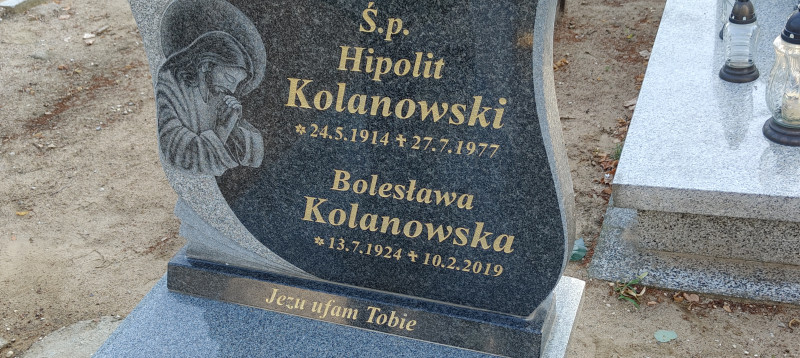 Ś.p.
Hipolit
Kolanowski
* 24.5.1914 ✝ 27.7.1977
Bolesława
Kolanowska
* 13.7.1924 ✝ 10.2.2019
Jezu ufam Tobie